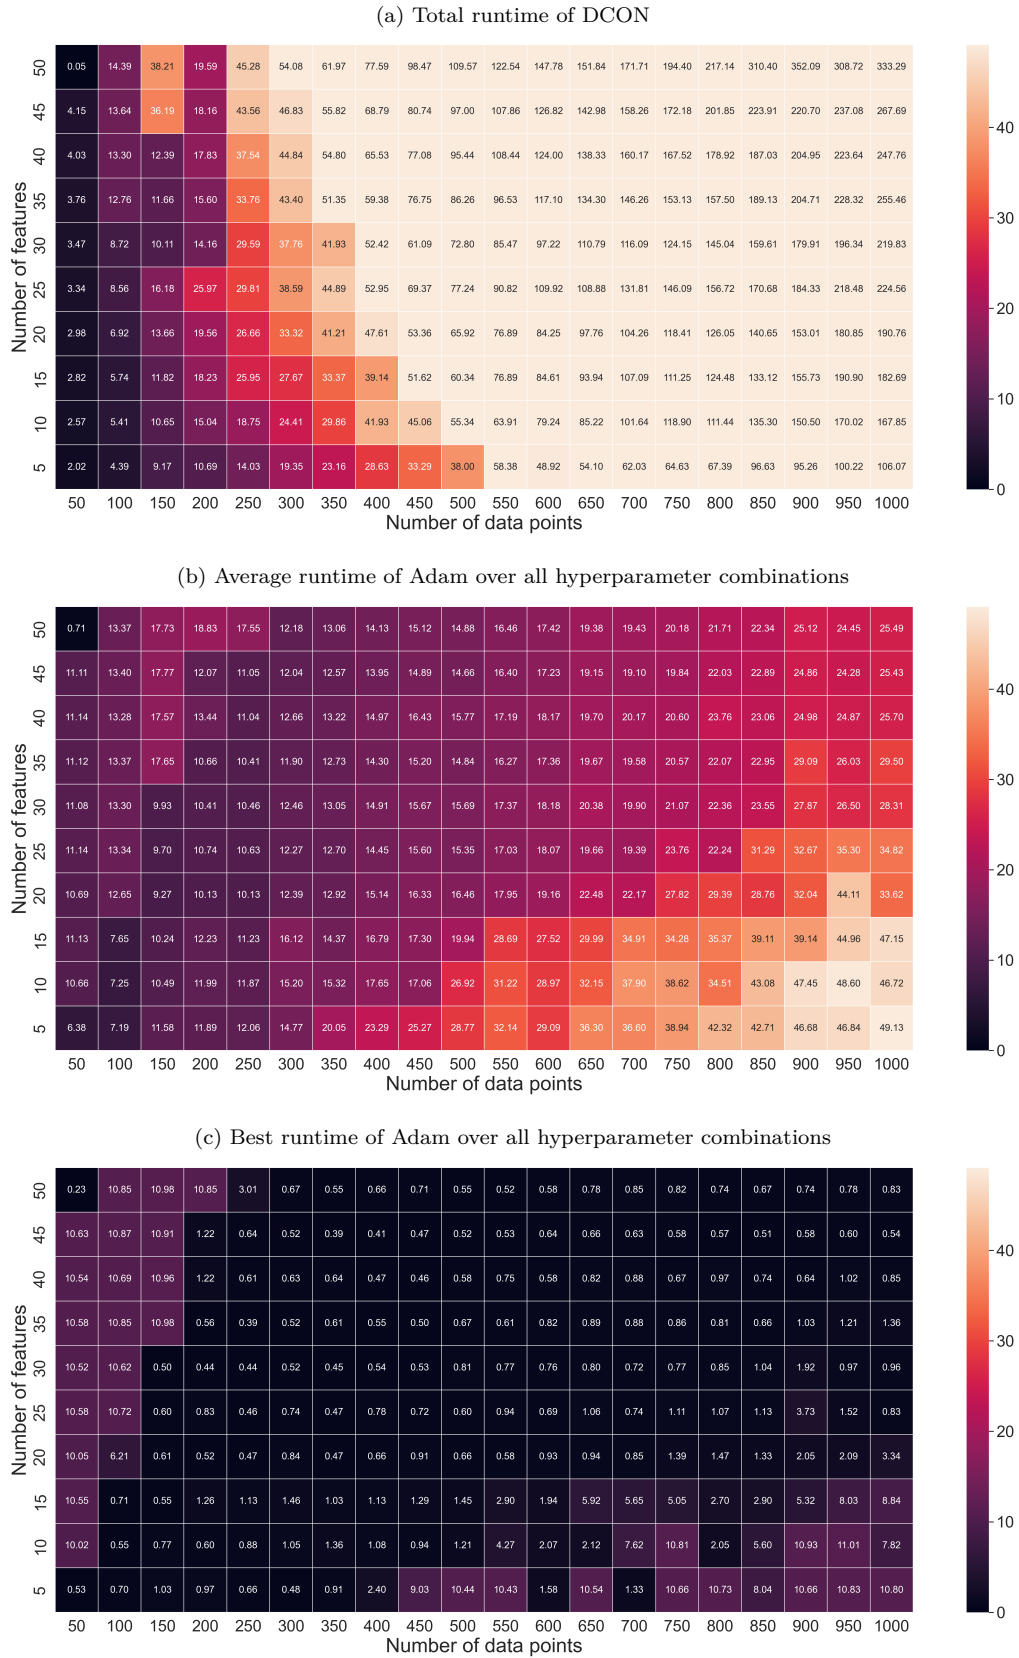 (a) Total runtime of DCON
50 0.05 14.39 38.21 19.59 45.28 54.08 61.97 77.59 98.47 109.57 122.54 147.78 151.84 171.71 194.40 217.14 310.40 352.09 308.72 333.29
45 4.15 13.64 36.19 18.16 43.56 46.83 55.82 68.79 80.74 97.00 107.86 126.82 142.98 158.26 172.18 201.85 223.91 220.70 237.08 267.69
40 4.03 13.30 12.39 17.83 37.54 44.84 54.80 65.53 77.08 95.44 108.44 124.00 138.33 160.17 167.52 178.92 187.03 204.95 223.64 247.76
35 3.76 12.76 11.66 15.60 33.76 43.40 51.35 59.38 76.75 86.26 96.53 117.10 134.30 146.26 153.13 157.50 189.13 204.71 228.32 255.46
30 3.47 8.72 10.11 14.16 29.59 37.76 41.93 52.42 61.09 72.80 85.47 97.22 110.79 116.09 124.15 145.04 159.61 179.91 196.34 219.83
25 3.34 8.56 16.18 25.97 29.81 38.59 44.89 52.95 69.37 77.24 90.82 109.92 108.88 131.81 146.09 156.72 170.68 184.33 218.48 224.56
20 2.98 6.92 13.66 19.56 26.66 33.32 41.21 47.61 53.36 65.92 76.89 84.25 97.76 104.26 118.41 126.05 140.65 153.01 180.85 190.76
15 2.82 5.74 11.82 18.23 25.95 27.67 33.37 39.14 51.62 60.34 76.89 84.61 93.94 107.09 111.25 124.48 133.12 155.73 190.90 182.69
10 2.57 5.41 10.65 15.04 18.75 24.41 29.86 41.93 45.06 55.34 63.91 79.24 85.22 101.64 118.90 111.44 135.30 150.50 170.02 167.85
5 2.02 4.39 9.17 10.69 14.03 19.35 23.16 28.63 33.29 38.00 58.38 48.92 54.10 62.03 64.63 67.39 96.63 95.26 100.22 106.07
50 100 150 200 250 300 350 400 450 500 550 600 650 700 750 800 850 900 950 1000
Number of data points
Number of features
40
30
20
10
0
(b) Average runtime of Adam over all hyperparameter combinations
50 0.71 13.37 17.73 18.83 17.55 12.18 13.06 14.13 15.12 14.88 16.46 17.42 19.38 19.43 20.18 21.71 22.34 25.12 24.45 25.49
45 11.11 13.40 17.77 12.07 11.05 12.04 12.57 13.95 14.89 14.66 16.40 17.23 19.15 19.10 19.84 22.03 22.89 24.86 24.28 25.43
40 11.14 13.28 17.57 13.44 11.04 12.66 13.22 14.97 16.43 15.77 17.19 18.17 19.70 20.17 20.60 23.76 23.06 24.98 24.87 25.70
35 11.12 13.37 17.65 10.66 10.41 11.90 12.73 14.30 15.20 14.84 16.27 17.36 19.67 19.58 20.57 22.07 22.95 29.09 26.03 29.50
30 11.08 13.30 9.93 10.41 10.46 12.46 13.05 14.91 15.67 15.69 17.37 18.18 20.38 19.90 21.07 22.36 23.55 27.87 26.50 28.31
25 11.14 13.34 9.70 10.74 10.63 12.27 12.70 14.45 15.60 15.35 17.03 18.07 19.66 19.39 23.76 22.24 31.29 32.67 35.30 34.82
20 10.69 12.65 9.27 10.13 10.13 12.39 12.92 15.14 16.33 16.46 17.95 19.16 22.48 22.17 27.82 29.39 28.76 32.04 44.11 33.62
15 11.13 7.65 10.24 12.23 11.23 16.12 14.37 16.79 17.30 19.94 28.69 27.52 29.99 34.91 34.28 35.37 39.11 39.14 44.96 47.15
10 10.66 7.25 10.49 11.99 11.87 15.20 15.32 17.65 17.06 26.92 31.22 28.97 32.15 37.90 38.62 34.51 43.08 47.45 48.60 46.72
5 6.38 7.19 11.58 11.89 12.06 14.77 20.05 23.29 25.27 28.77 32.14 29.09 36.30 36.60 38.94 42.32 42.71 46.68 46.84 49.13
50 100 150 200 250 300 350 400 450 500 550 600 650 700 750 800 850 900 950 1000
Number of data points
Number of features
40
30
20
10
0
(c) Best runtime of Adam over all hyperparameter combinations
50 0.23 10.85 10.98 10.85 3.01 0.67 0.55 0.66 0.71 0.55 0.52 0.58 0.78 0.85 0.82 0.74 0.67 0.74 0.78 0.83
45 10.63 10.87 10.91 1.22 0.64 0.52 0.39 0.41 0.47 0.52 0.53 0.64 0.66 0.63 0.58 0.57 0.51 0.58 0.60 0.54
40 10.54 10.69 10.96 1.22 0.61 0.63 0.64 0.47 0.46 0.58 0.75 0.58 0.82 0.88 0.67 0.97 0.74 0.64 1.02 0.85
35 10.58 10.85 10.98 0.56 0.39 0.52 0.61 0.55 0.50 0.67 0.61 0.82 0.89 0.88 0.86 0.81 0.66 1.03 1.21 1.36
30 10.52 10.62 0.50 0.44 0.44 0.52 0.45 0.54 0.53 0.81 0.77 0.76 0.80 0.72 0.77 0.85 1.04 1.92 0.97 0.96
25 10.58 10.72 0.60 0.83 0.46 0.74 0.47 0.78 0.72 0.60 0.94 0.69 1.06 0.74 1.11 1.07 1.13 3.73 1.52 0.83
20 10.05 6.21 0.61 0.52 0.47 0.84 0.47 0.66 0.91 0.66 0.58 0.93 0.94 0.85 1.39 1.47 1.33 2.05 2.09 3.34
15 10.55 0.71 0.55 1.26 1.13 1.46 1.03 1.13 1.29 1.45 2.90 1.94 5.92 5.65 5.05 2.70 2.90 5.32 8.03 8.84
10 10.02 0.55 0.77 0.60 0.88 1.05 1.36 1.08 0.94 1.21 4.27 2.07 2.12 7.62 10.81 2.05 5.60 10.93 11.01 7.82
5 0.53 0.70 1.03 0.97 0.66 0.48 0.91 2.40 9.03 10.44 10.43 1.58 10.54 1.33 10.66 10.73 8.04 10.66 10.83 10.80
50 100 150 200 250 300 350 400 450 500 550 600 650 700 750 800 850 900 950 1000
Number of data points
Number of features
40
30
20
10
0